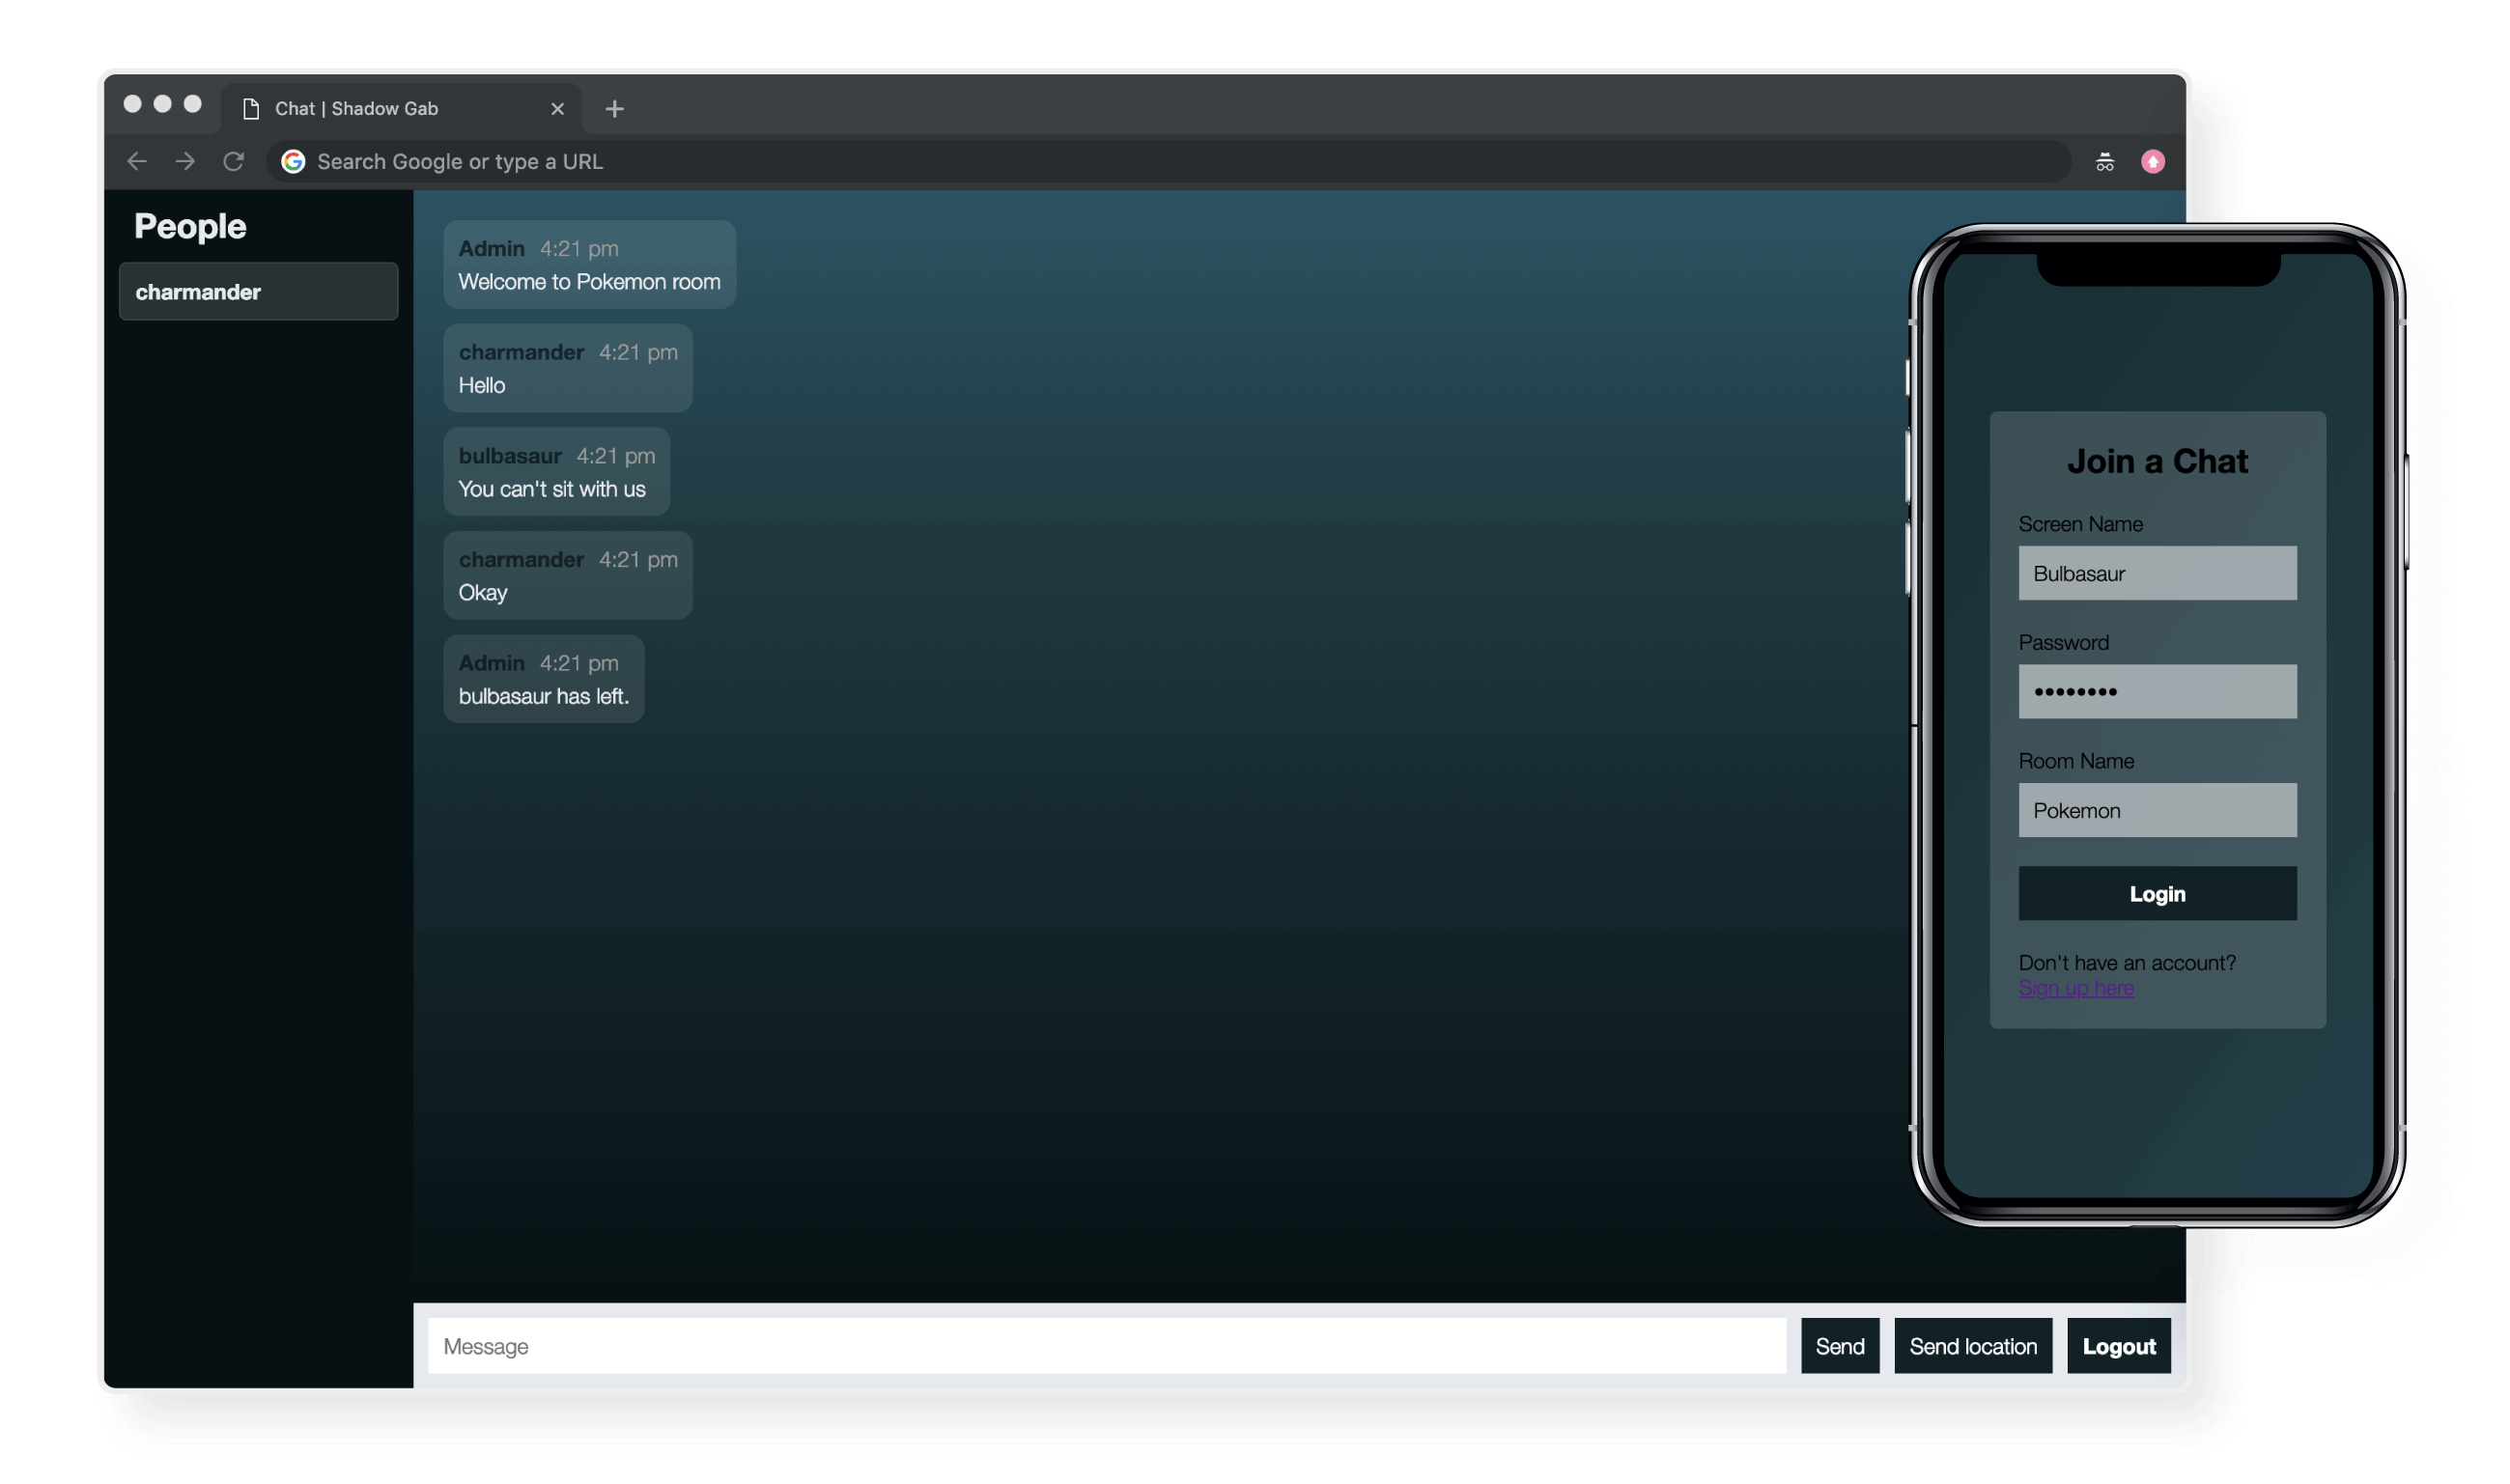 Chat | Shadow Gab
Search Google or type a URL
People
charmander
Admin 4:21 pm
Welcome to Pokemon room
charmander 4:21 pm
Hello
bulbasaur 4:21 pm
You can't sit with us
charmander 4:21 pm
Okay
Admin 4:21 pm
bulbasaur has left.
Message
Send
Send location
Logout
Join a Chat
Screen Name
Bulbasaur
Password
••••••••
Room Name
Pokemon
Login
Don't have an account?
Sign up here